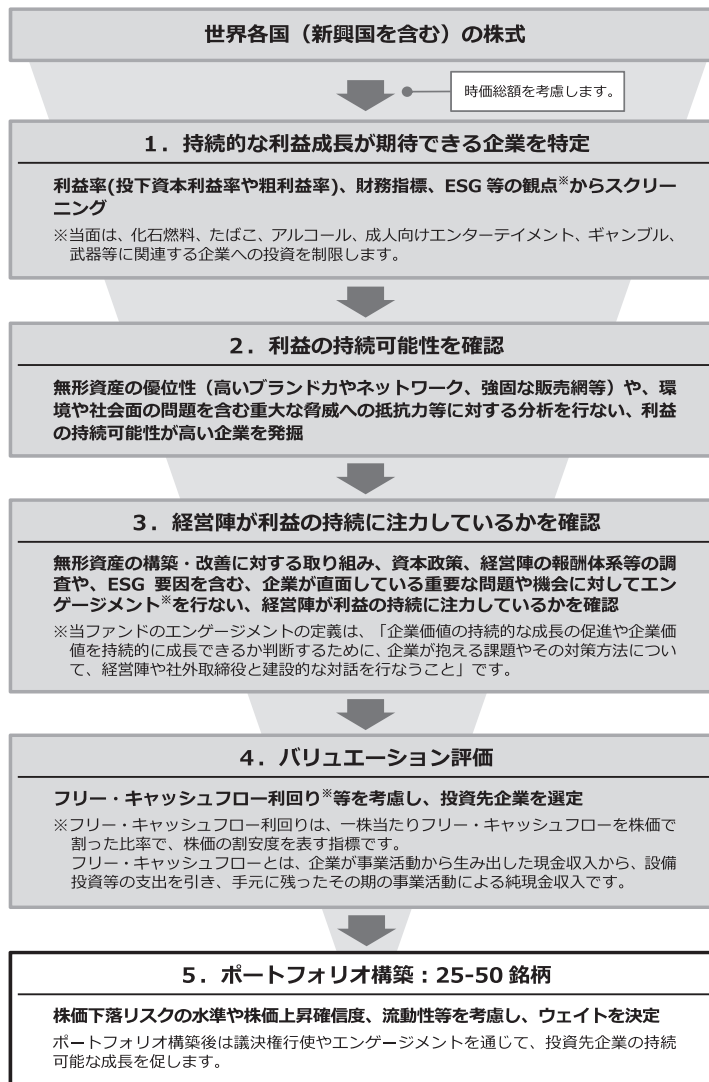 世界各国（新興国を含む）の株式
時価総額を考慮します。
1．持続的な利益成長が期待できる企業を特定
利益率(投下資本利益率や粗利益率)、財務指標、ESG 等の観点※からスクリー
ニング
※当面は、化石燃料、たばこ、アルコール、成人向けエンターテイメント、ギャンブル、
武器等に関連する企業への投資を制限します。
2．利益の持続可能性を確認
無形資産の優位性（高いブランド力やネットワーク、強固な販売網等）や、環
境や社会面の問題を含む重大な脅威への抵抗力等に対する分析を行ない、利益
の持続可能性が高い企業を発掘
3．経営陣が利益の持続に注力しているかを確認
無形資産の構築・改善に対する取り組み、資本政策、経営陣の報酬体系等の調
査や、ESG 要因を含む、企業が直面している重要な問題や機会に対してエン
ゲージメント※を行ない、経営陣が利益の持続に注力しているかを確認
※当ファンドのエンゲージメントの定義は、「企業価値の持続的な成長の促進や企業価
値を持続的に成長できるか判断するために、企業が抱える課題やその対策方法につい
て、経営陣や社外取締役と建設的な対話を行なうこと」です。
4．バリュエーション評価
フリー・キャッシュフロー利回り※等を考慮し、投資先企業を選定
※フリー・キャッシュフロー利回りは、一株当たりフリー・キャッシュフローを株価で
割った比率で、株価の割安度を表す指標です。
フリー・キャッシュフローとは、企業が事業活動から生み出した現金収入から、設備
投資等の支出を引き、手元に残ったその期の事業活動による純現金収入です。
5．ポートフォリオ構築：25-50 銘柄
株価下落リスクの水準や株価上昇確信度、流動性等を考慮し、ウェイトを決定
ポートフォリオ構築後は議決権行使やエンゲージメントを通じて、投資先企業の持続
可能な成長を促します。